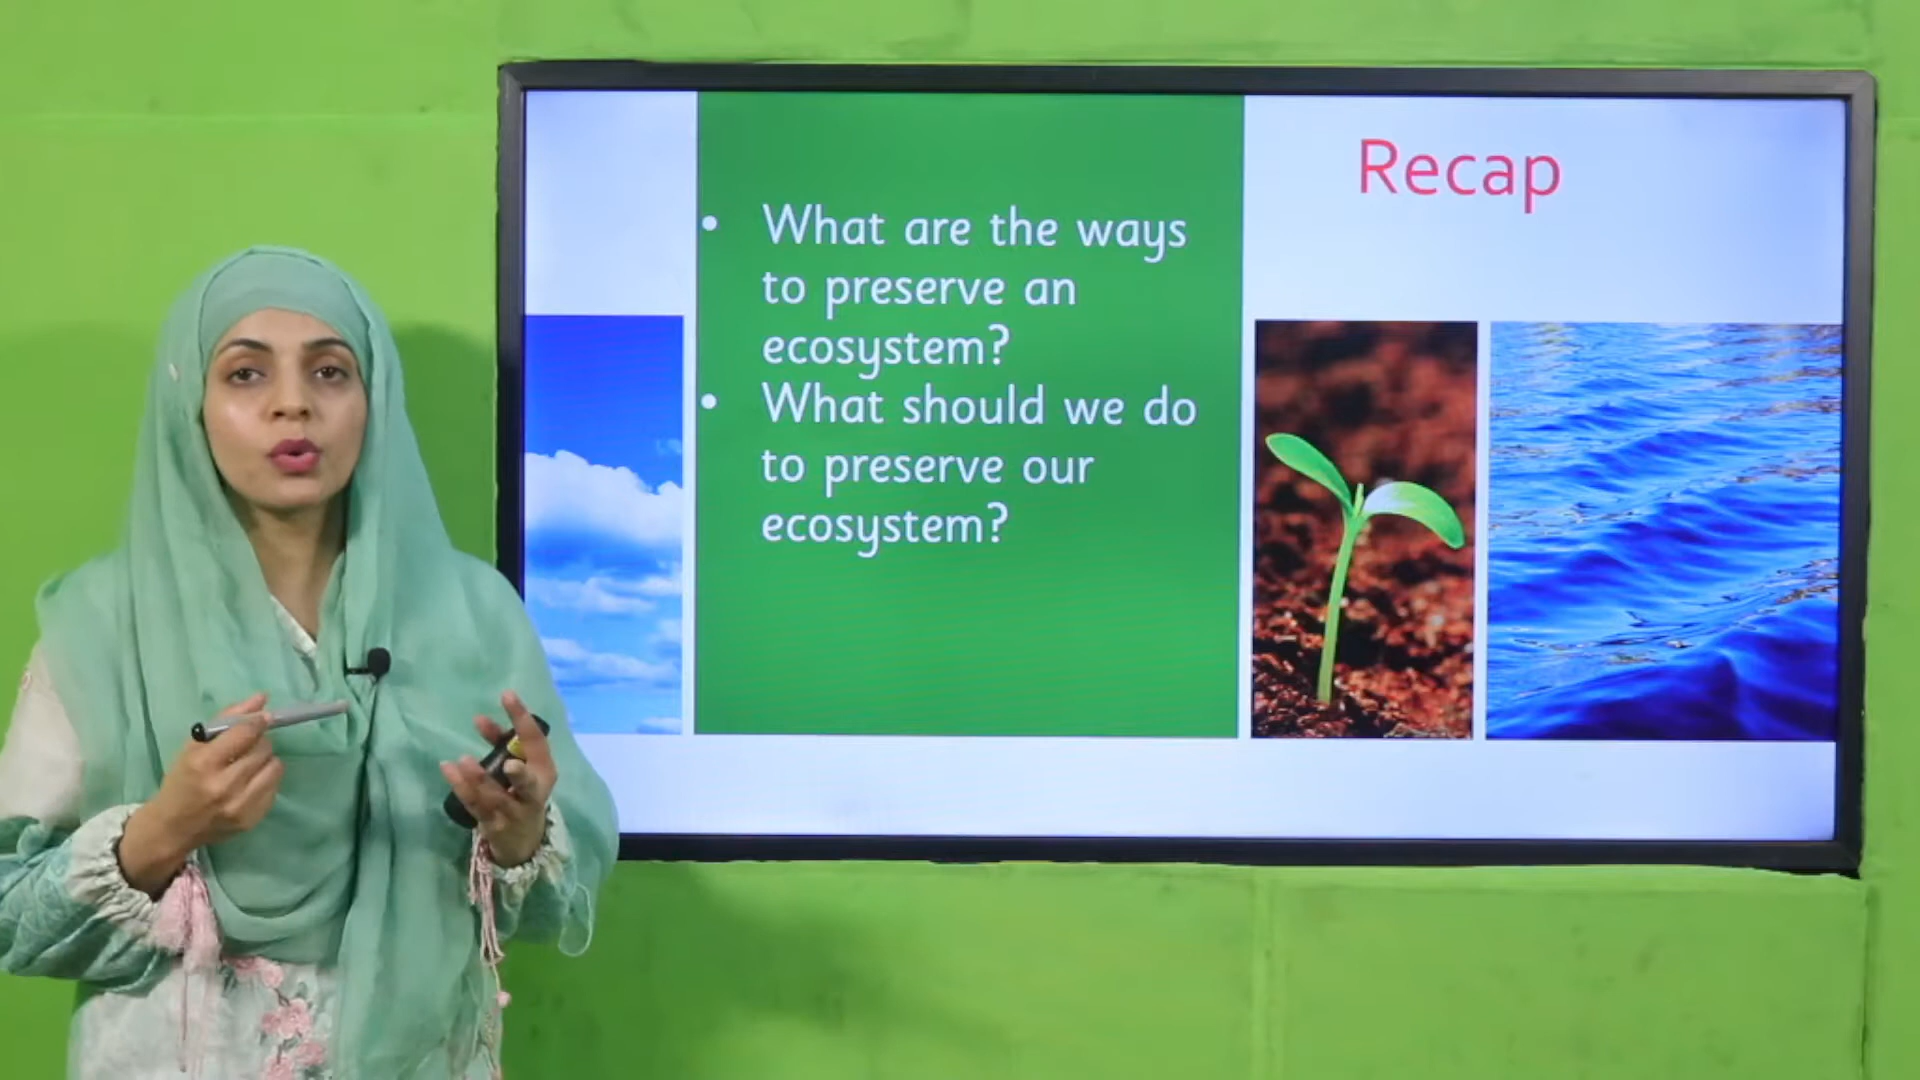 Recap
• What are the ways
to preserve an
ecosystem?
• What should we do
to preserve our
ecosystem?